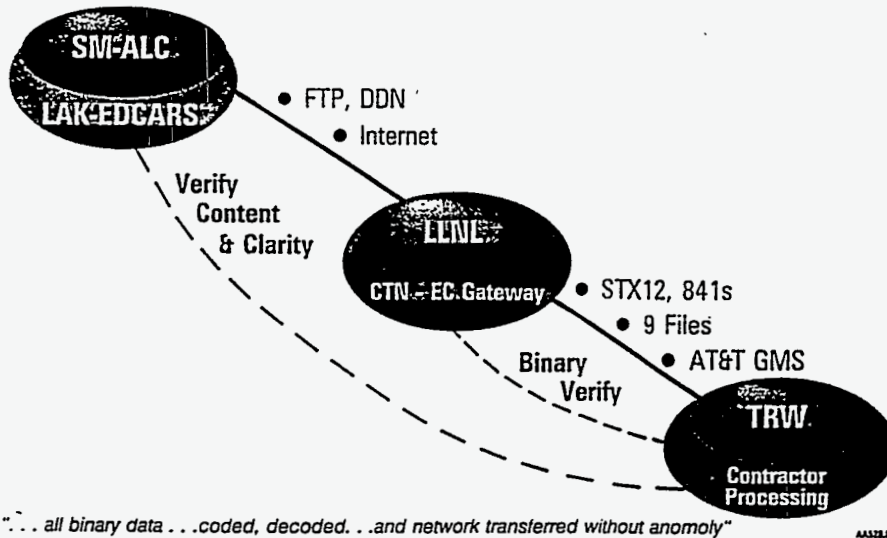 SM-ALC
LAK-EDCARS
● FTP, DDN
● Internet
Verify
Content
& Clarity
LLNL
CTN - EC Gateway
● STX12, 841s
● 9 Files
● AT&T GMS
Binary
Verify
TRW
Contractor
Processing
". . . all binary data . . .coded, decoded. . .and network transferred without anomoly"